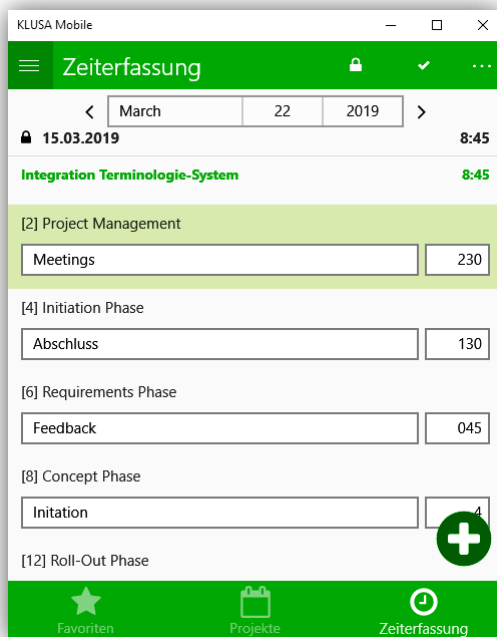 KLUSA Mobile
Zeiterfassung
March 22 2019
15.03.2019 8:45
Integration Terminologie-System 8:45
[2] Project Management
Meetings 230
[4] Initiation Phase
Abschluss 130
[6] Requirements Phase
Feedback 045
[8] Concept Phase
Initation 4
[12] Roll-Out Phase
Favoriten Projekte Zeiterfassung